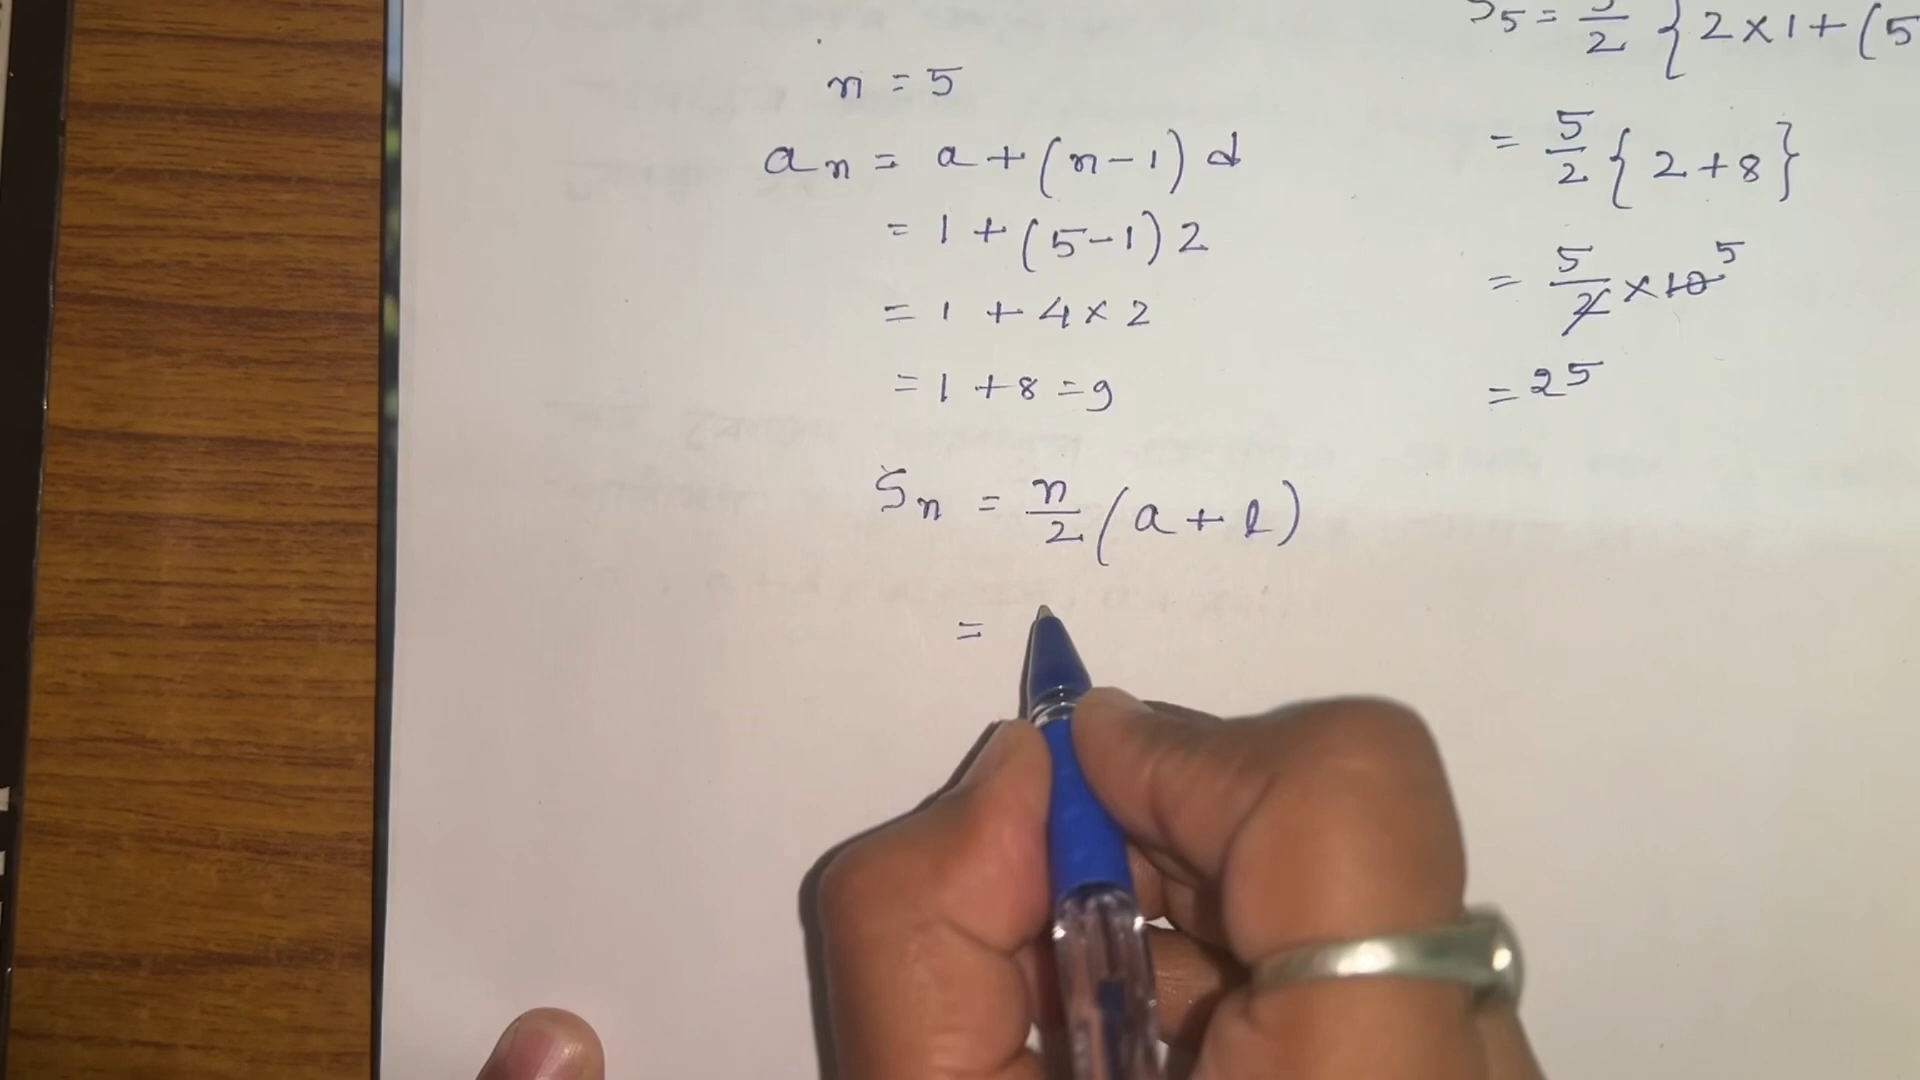 n = 5
aₙ = a + (n-1) d
= 1 + (5-1) 2
= 1 + 4 × 2
= 1 + 8 = 9
Sₙ = n/2 (a + l)
=
S₅ = 5/2 { 2 × 1 + (5
= 5/2 { 2 + 8 }
= 5/2 × 10 5
= 25